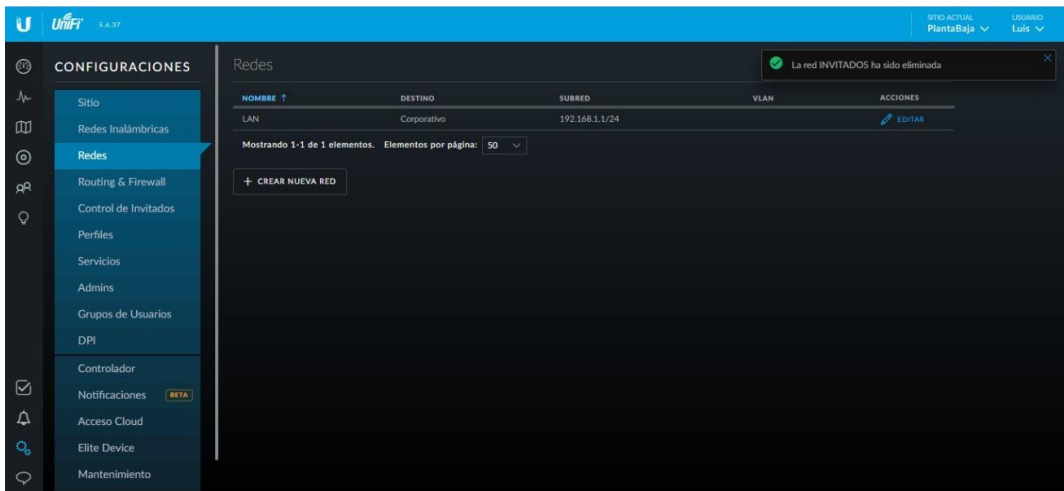 UniFi 5.6.37
SITIO ACTUAL
PlantaBaja
USUARIO
Luis
CONFIGURACIONES
Sitio
Redes Inalámbricas
Redes
Routing & Firewall
Control de Invitados
Perfiles
Servicios
Admins
Grupos de Usuarios
DPI
Controlador
Notificaciones BETA
Acceso Cloud
Elite Device
Mantenimiento
Redes
La red INVITADOS ha sido eliminada
NOMBRE ↑ DESTINO SUBRED VLAN ACCIONES
LAN Corporativo 192.168.1.1/24 EDITAR
Mostrando 1-1 de 1 elementos. Elementos por página: 50
+ CREAR NUEVA RED